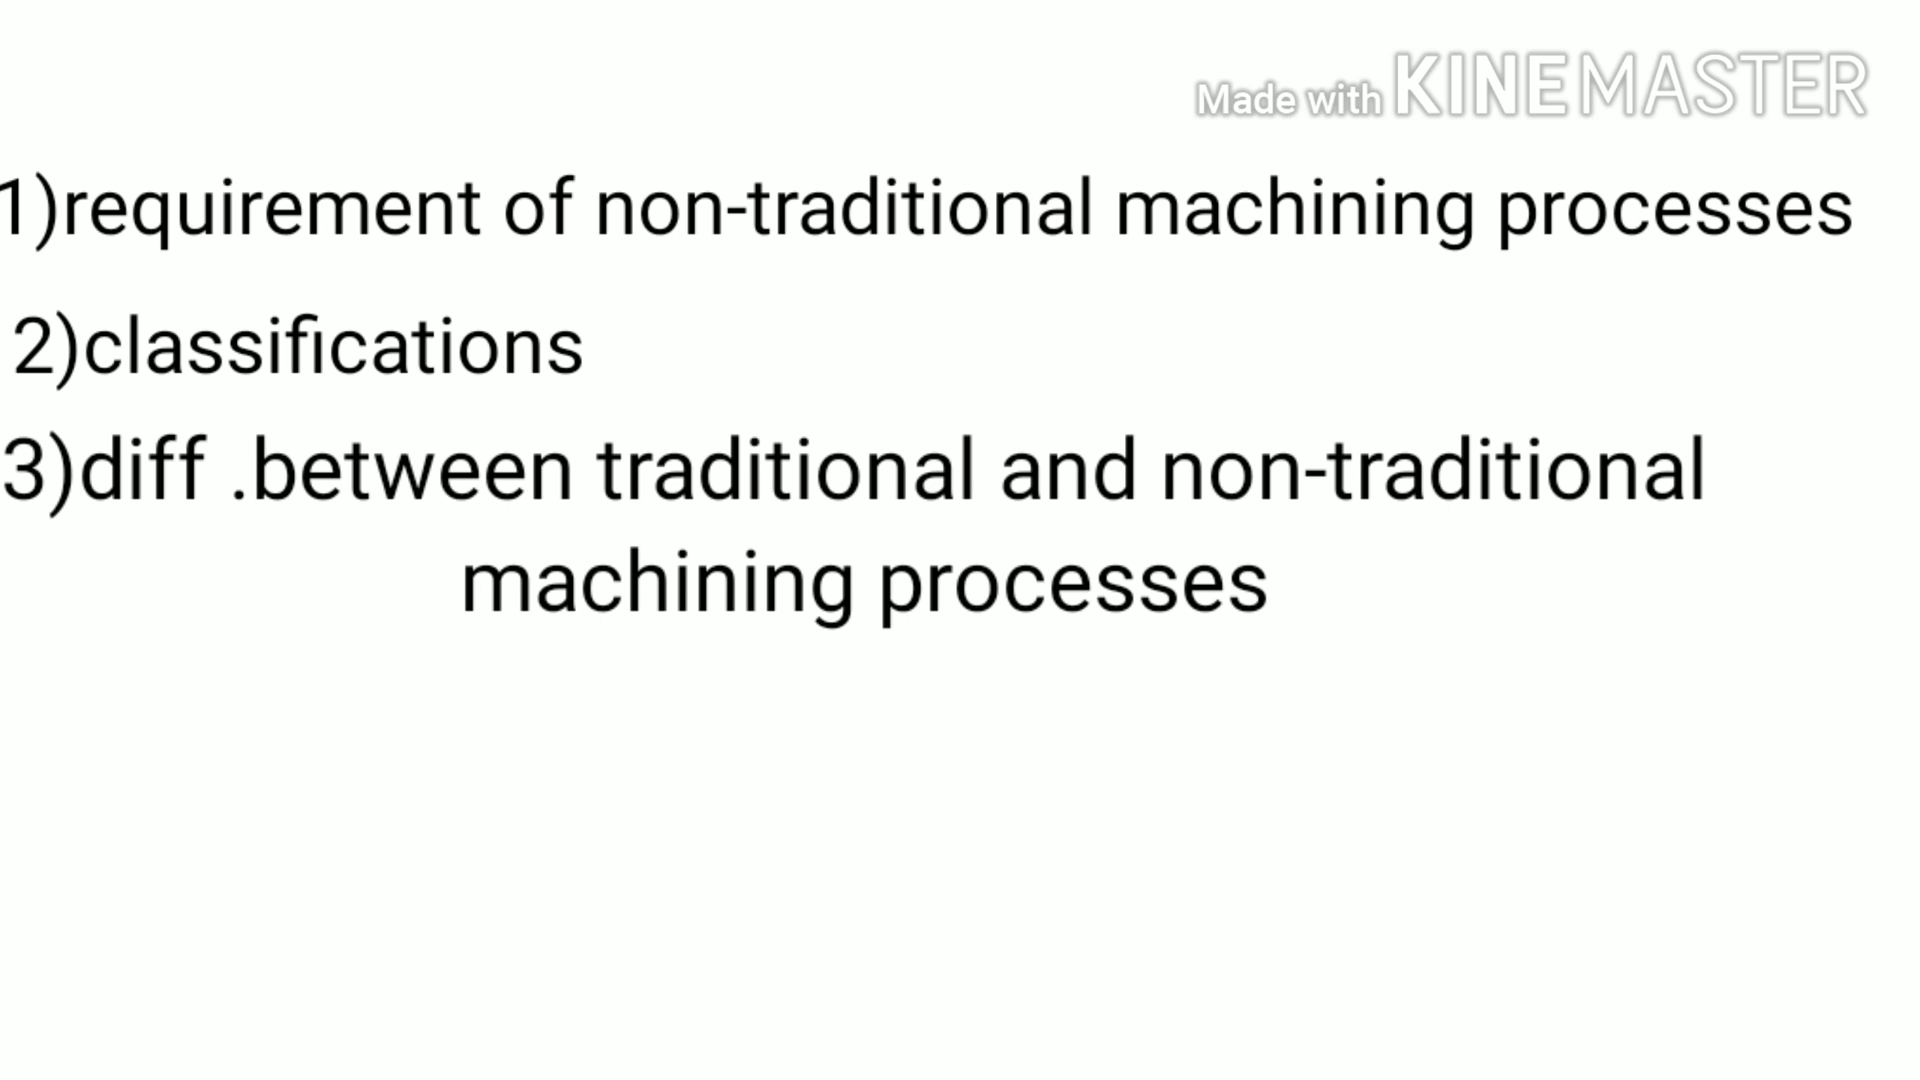 Made with KINEMASTER
1)requirement of non-traditional machining processes
2)classifications
3)diff .between traditional and non-traditional
machining processes